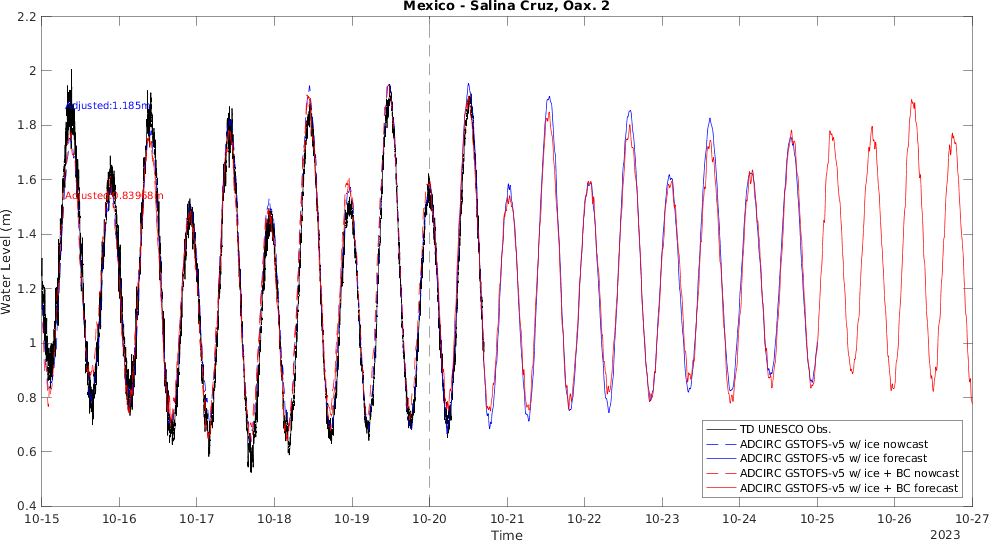 Mexico - Salina Cruz, Oax. 2
2.2
2
1.8
1.6
1.4
1.2
1
0.8
0.6
0.4
Water Level (m)
Adjusted:1.185m
Adjusted:0.83968m
TD UNESCO Obs.
ADCIRC GSTOFS-v5 w/ ice nowcast
ADCIRC GSTOFS-v5 w/ ice forecast
ADCIRC GSTOFS-v5 w/ ice + BC nowcast
ADCIRC GSTOFS-v5 w/ ice + BC forecast
10-15 10-16 10-17 10-18 10-19 10-20 10-21 10-22 10-23 10-24 10-25 10-26 10-27
Time
2023